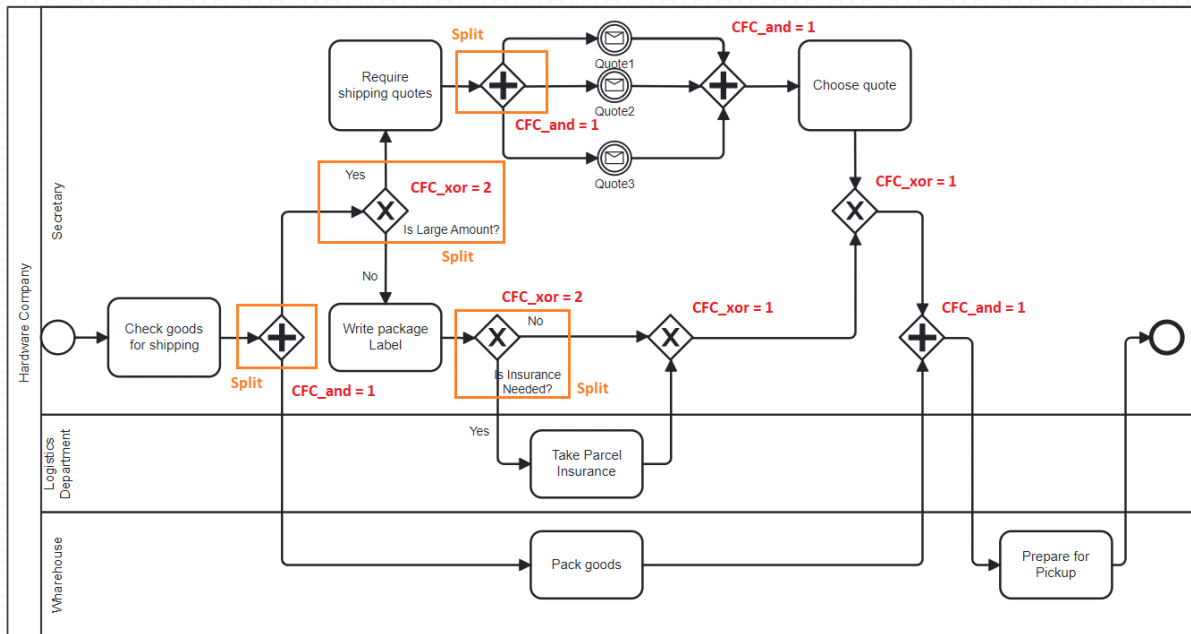 Hardware Company
Secretary
Split
CFC_and = 1
Require
shipping quotes
Quote1
Quote2
Quote3
Choose quote
CFC_and = 1
Yes
CFC_xor = 2
CFC_xor = 1
Is Large Amount?
Split
No
Check goods
for shipping
Write package
Label
CFC_xor = 2
No
CFC_xor = 1
CFC_and = 1
Is Insurance
Needed?
Split
Split
CFC_and = 1
Logistics
Department
Yes
Take Parcel
Insurance
Wharehouse
Pack goods
Prepare for
Pickup